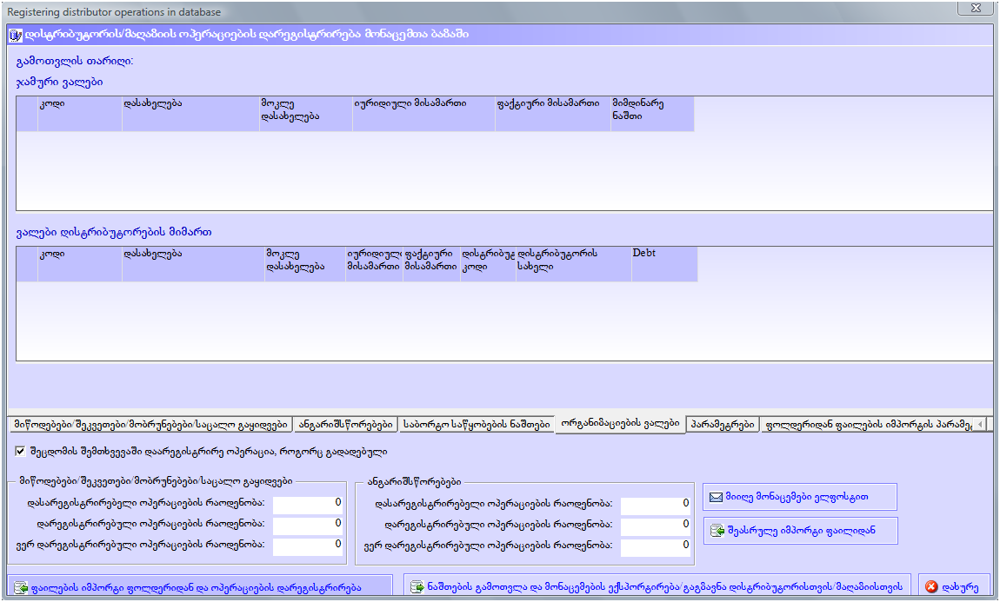 Registering distributor operations in database
დისტრიბუტორის/მაღაზიის ოპერაციების დარეგისტრირება მონაცემთა ბაზაში
გამოთვლის თარიღი:
ჯამური ვალები
კოდი დასახელება მოკლე დასახელება იურიდიული მისამართი ფაქტიური მისამართი მიმდინარე ნაშთი
ვალები დისტრიბუტორების მიმართ
კოდი დასახელება მოკლე დასახელება იურიდიულ მისამართი ფაქტიური მისამართი დისტრიბუტ კოდი დისტრიბუტორის სახელი Debt
მიწოდებები/შეკვეთები/მობრუნებები/საცალო გაყიდვები ანგარიშსწორებები საბორტო საწყობების ნაშთები ორგანიმაციების ვალები პარამეტრები ფოლდერიდან ფაილების იმპორტის პარამე
შეცდომის შემთხვევაში დაარეგისტრირე ოპერაცია, როგორც გადადებული
მიწოდებები/შეკვეთები/მობრუნებები/საცალო გაყიდვები
დასარეგისტრირებელი ოპერაციების რაოდენობა: 0
დარეგისტრირებული ოპერაციების რაოდენობა: 0
ვერ დარეგისტრირებული ოპერაციების რაოდენობა: 0
ანგარიშსწორებები
დასარეგისტრირებელი ოპერაციების რაოდენობა: 0
დარეგისტრირებული ოპერაციების რაოდენობა: 0
ვერ დარეგისტრირებული ოპერაციების რაოდენობა: 0
მიიღე მონაცემები ელფოსტით
შეასრულე იმპორტი ფაილიდან
ფაილების იმპორტი ფოლდერიდან და ოპერაციების დარეგისტრირება
ნაშთების გამოთვლა და მონაცემების ექსპორტირება/გაგზავნა დისტრიბუტორისთვის/მაღაზიისთვის
დახურე